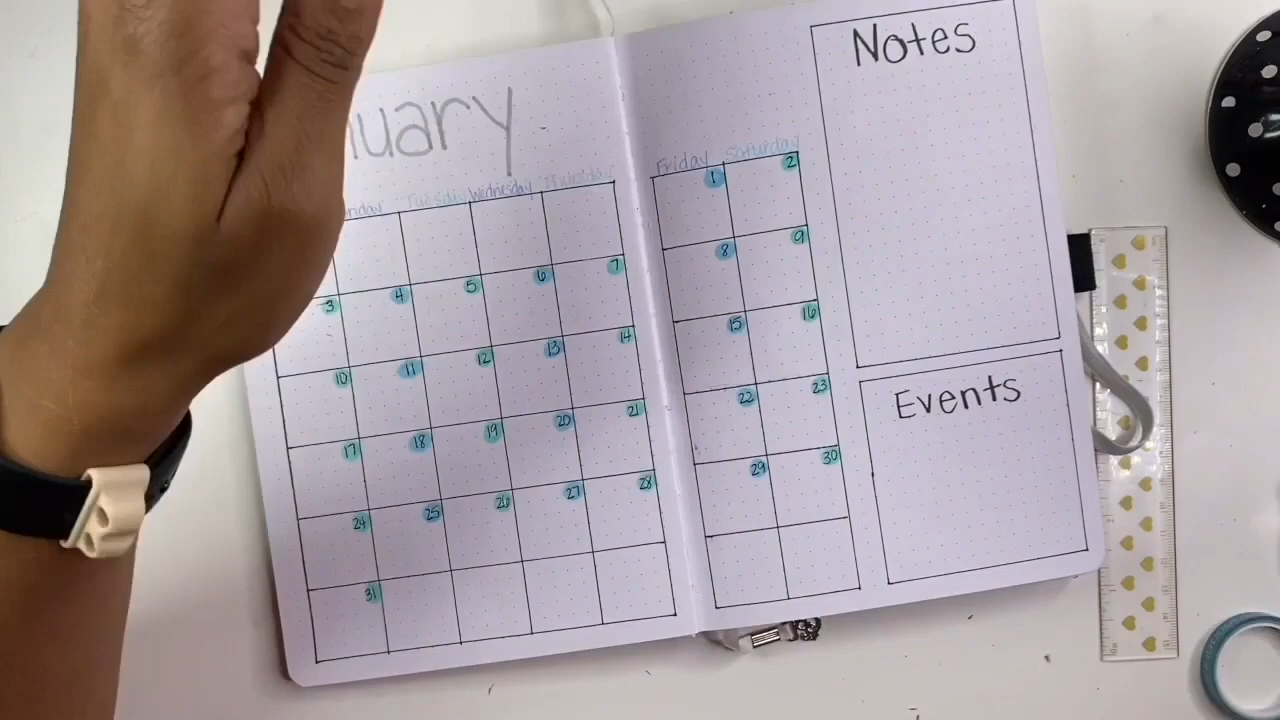 nuary
nday Tuesday Wednesday Thursday Friday Saturday
1 2
3 4 5 6 7 8 9
10 11 12 13 14 15 16
17 18 19 20 21 22 23
24 25 26 27 28 29 30
31
Notes
Events